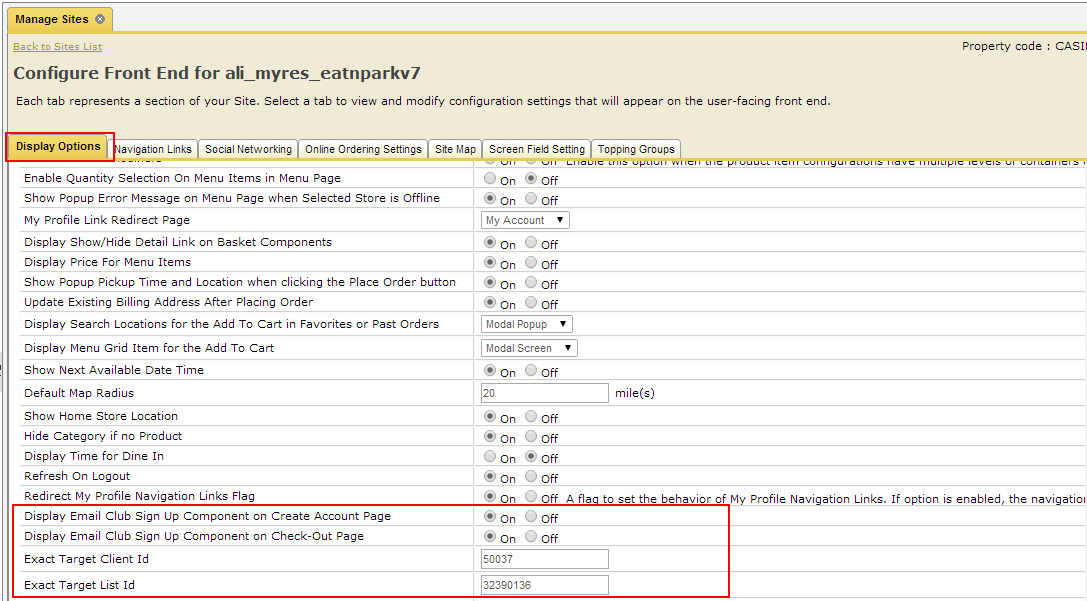 Manage Sites
Back to Sites List
Property code : CASI
Configure Front End for ali_myres_eatnparkv7
Each tab represents a section of your Site. Select a tab to view and modify configuration settings that will appear on the user-facing front end.
Display Options Navigation Links Social Networking Online Ordering Settings Site Map Screen Field Setting Topping Groups
On Off Enable this option when the product item configurations have multiple levels or containers
Enable Quantity Selection On Menu Items in Menu Page On Off
Show Popup Error Message on Menu Page when Selected Store is Offline On Off
My Profile Link Redirect Page My Account
Display Show/Hide Detail Link on Basket Components On Off
Display Price For Menu Items On Off
Show Popup Pickup Time and Location when clicking the Place Order button On Off
Update Existing Billing Address After Placing Order On Off
Display Search Locations for the Add To Cart in Favorites or Past Orders Modal Popup
Display Menu Grid Item for the Add To Cart Modal Screen
Show Next Available Date Time On Off
Default Map Radius 20 mile(s)
Show Home Store Location On Off
Hide Category if no Product On Off
Display Time for Dine In On Off
Refresh On Logout On Off
Redirect My Profile Navigation Links Flag On Off A flag to set the behavior of My Profile Navigation Links. If option is enabled, the navigation
Display Email Club Sign Up Component on Create Account Page On Off
Display Email Club Sign Up Component on Check-Out Page On Off
Exact Target Client Id 50037
Exact Target List Id 32390136